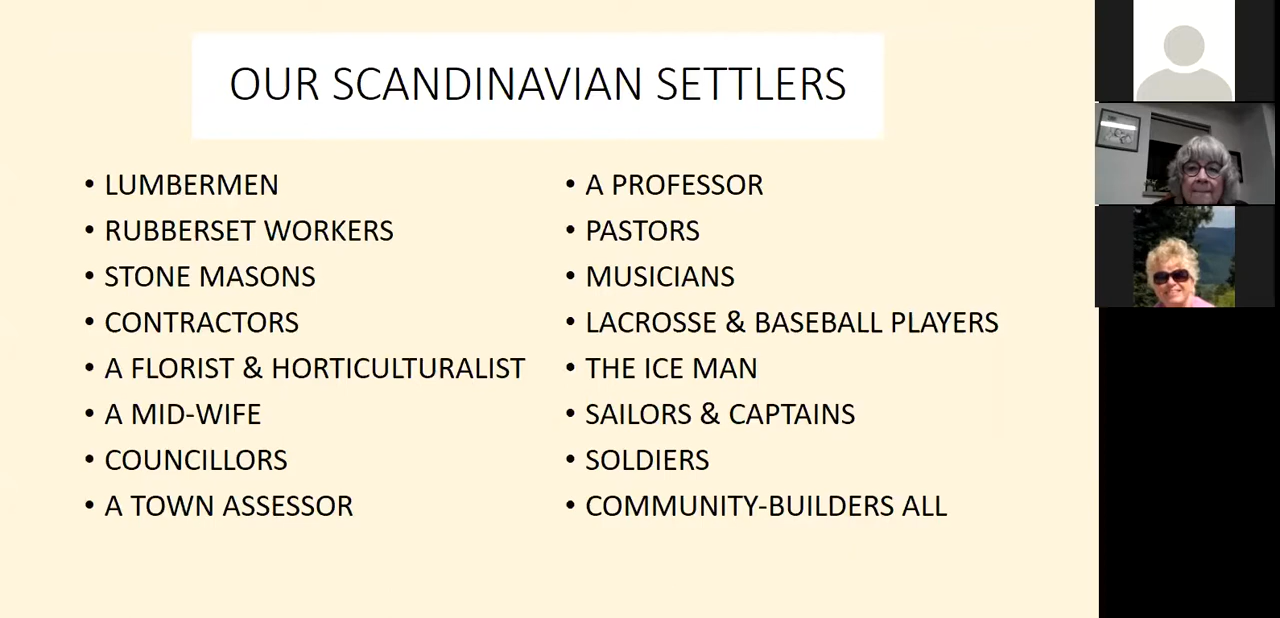 OUR SCANDINAVIAN SETTLERS
• LUMBERMEN
• RUBBERSET WORKERS
• STONE MASONS
• CONTRACTORS
• A FLORIST & HORTICULTURALIST
• A MID-WIFE
• COUNCILLORS
• A TOWN ASSESSOR
• A PROFESSOR
• PASTORS
• MUSICIANS
• LACROSSE & BASEBALL PLAYERS
• THE ICE MAN
• SAILORS & CAPTAINS
• SOLDIERS
• COMMUNITY-BUILDERS ALL